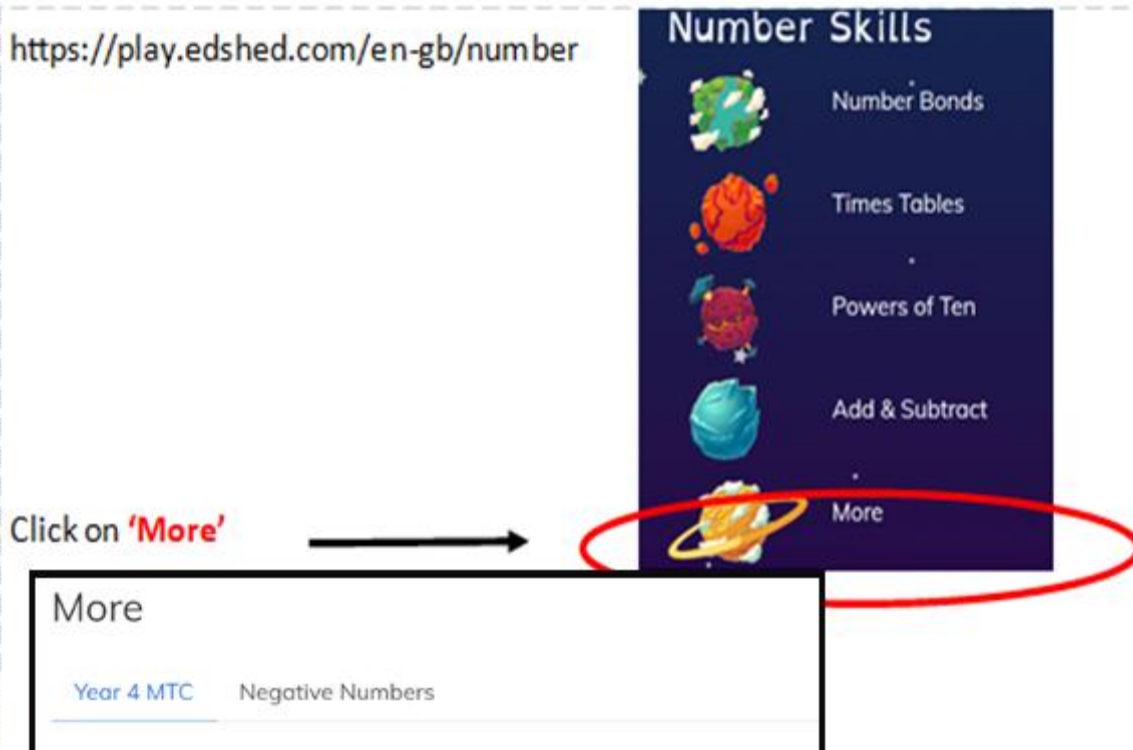 https://play.edshed.com/en-gb/number
Number Skills
Number Bonds
Times Tables
Powers of Ten
Add & Subtract
More
Click on ‘More’
More
Year 4 MTC Negative Numbers